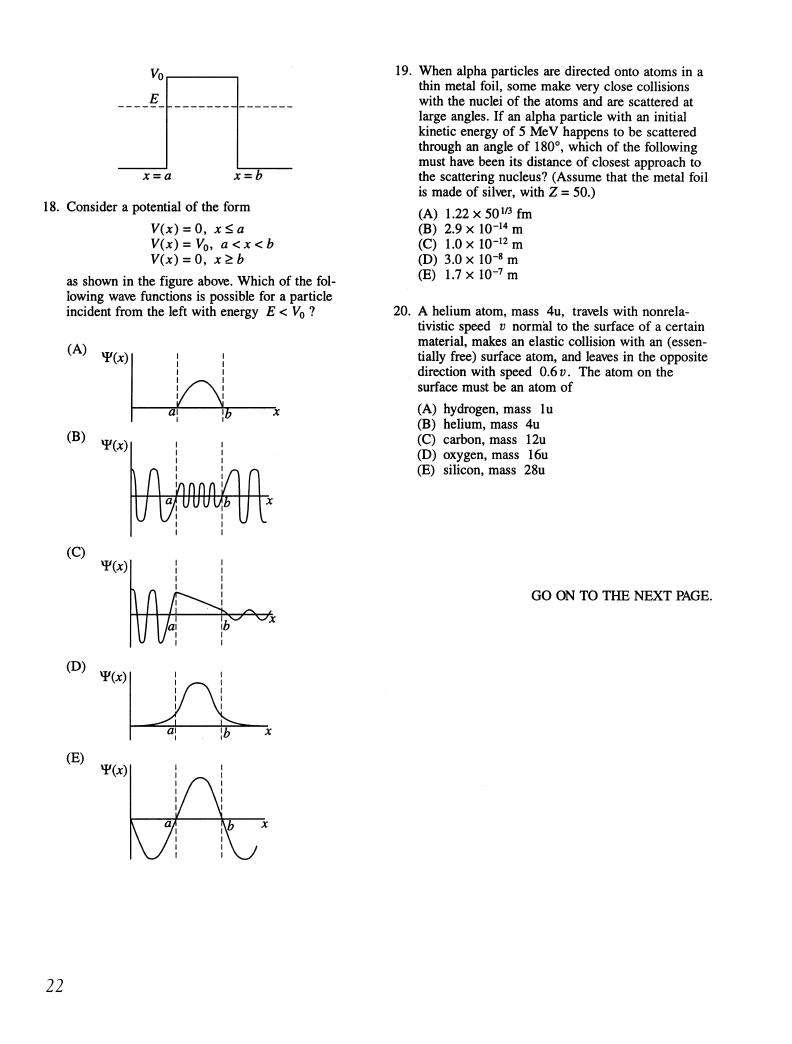 V₀
E
x = a x = b
18. Consider a potential of the form
V(x) = 0, x ≤ a
V(x) = V₀, a < x < b
V(x) = 0, x ≥ b
as shown in the figure above. Which of the fol-
lowing wave functions is possible for a particle
incident from the left with energy E < V₀ ?
(A) Ψ(x)
a b x
(B) Ψ(x)
a b x
(C) Ψ(x)
a b x
(D) Ψ(x)
a b x
(E) Ψ(x)
a b x
19. When alpha particles are directed onto atoms in a
thin metal foil, some make very close collisions
with the nuclei of the atoms and are scattered at
large angles. If an alpha particle with an initial
kinetic energy of 5 MeV happens to be scattered
through an angle of 180°, which of the following
must have been its distance of closest approach to
the scattering nucleus? (Assume that the metal foil
is made of silver, with Z = 50.)
(A) 1.22 × 50¹ᐟ³ fm
(B) 2.9 × 10⁻¹⁴ m
(C) 1.0 × 10⁻¹² m
(D) 3.0 × 10⁻⁸ m
(E) 1.7 × 10⁻⁷ m
20. A helium atom, mass 4u, travels with nonrela-
tivistic speed v normal to the surface of a certain
material, makes an elastic collision with an (essen-
tially free) surface atom, and leaves in the opposite
direction with speed 0.6v. The atom on the
surface must be an atom of
(A) hydrogen, mass 1u
(B) helium, mass 4u
(C) carbon, mass 12u
(D) oxygen, mass 16u
(E) silicon, mass 28u
GO ON TO THE NEXT PAGE.
22